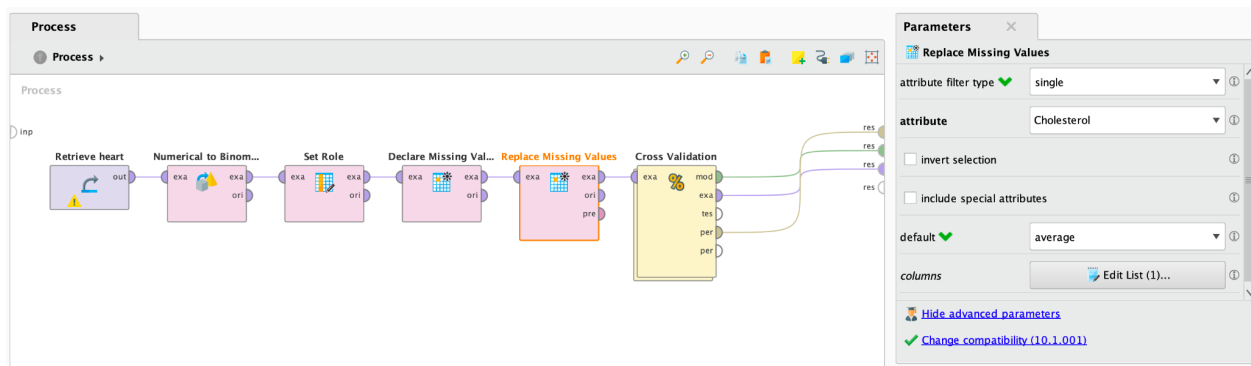 Process
Process
Process
inp
Retrieve heart
out
Numerical to Binom...
exa
exa
ori
Set Role
exa
exa
ori
Declare Missing Val...
exa
exa
ori
Replace Missing Values
exa
exa
ori
pre
Cross Validation
exa
%
mod
exa
tes
per
per
res
res
res
res
Parameters
Replace Missing Values
attribute filter type
single
attribute
Cholesterol
invert selection
include special attributes
default
average
columns
Edit List (1)...
Hide advanced parameters
Change compatibility (10.1.001)